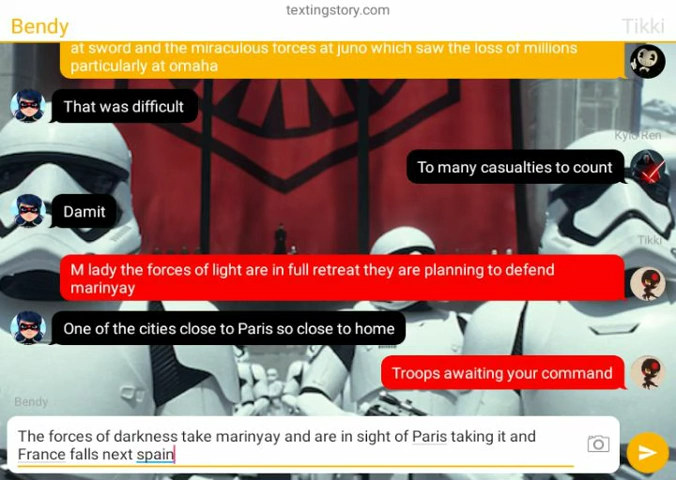 textingstory.com
Bendy
Tikki
at sword and the miraculous forces at juno which saw the loss of millions
particularly at omaha
That was difficult
Kylo Ren
To many casualties to count
Damit
Tikki
M lady the forces of light are in full retreat they are planning to defend
marinyay
One of the cities close to Paris so close to home
Troops awaiting your command
Bendy
The forces of darkness take marinyay and are in sight of Paris taking it and
France falls next spain